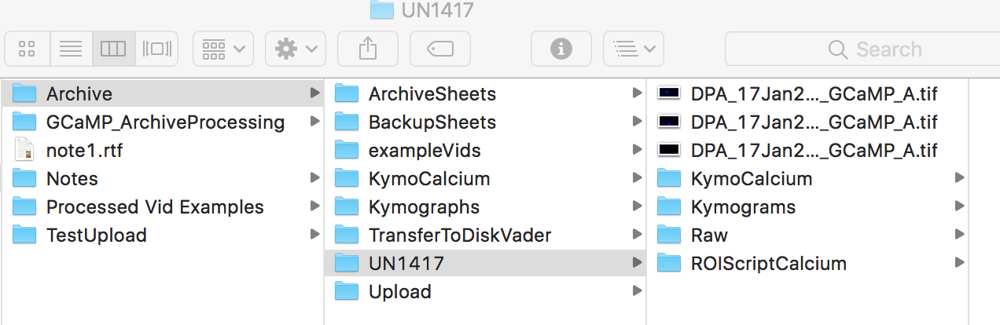 UN1417
Search
Archive
GCaMP_ArchiveProcessing
note1.rtf
Notes
Processed Vid Examples
TestUpload
ArchiveSheets
BackupSheets
exampleVids
KymoCalcium
Kymographs
TransferToDiskVader
UN1417
Upload
DPA_17Jan2..._GCaMP_A.tif
DPA_17Jan2..._GCaMP_A.tif
DPA_17Jan2..._GCaMP_A.tif
KymoCalcium
Kymograms
Raw
ROIScriptCalcium